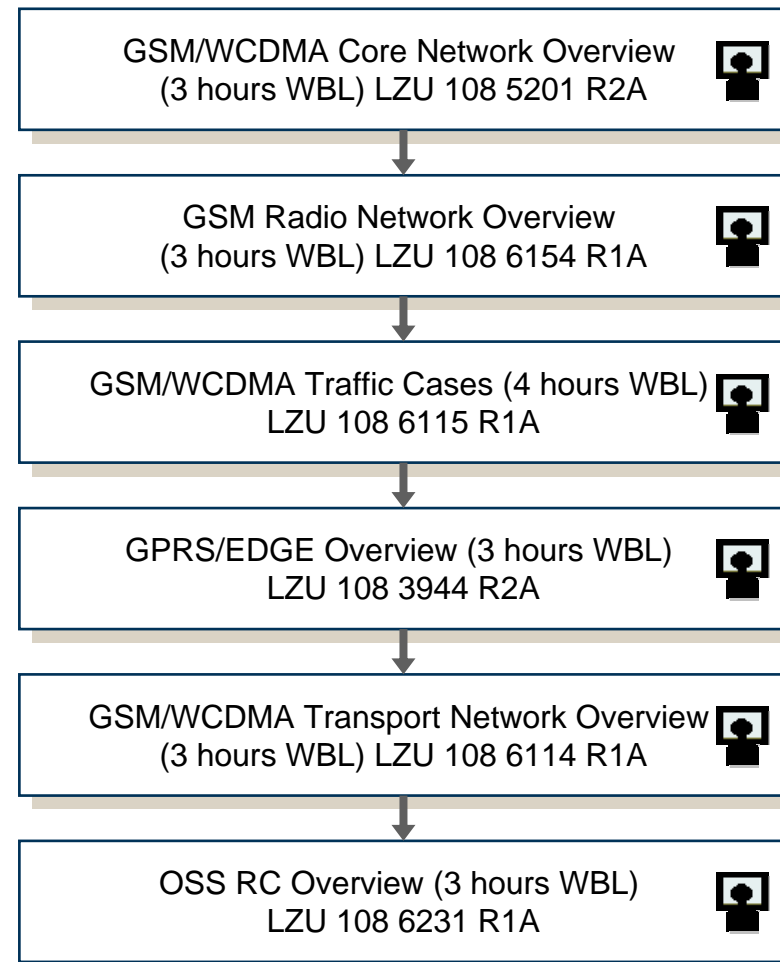 GSM/WCDMA Core Network Overview
(3 hours WBL) LZU 108 5201 R2A
GSM Radio Network Overview
(3 hours WBL) LZU 108 6154 R1A
GSM/WCDMA Traffic Cases (4 hours WBL)
LZU 108 6115 R1A
GPRS/EDGE Overview (3 hours WBL)
LZU 108 3944 R2A
GSM/WCDMA Transport Network Overview
(3 hours WBL) LZU 108 6114 R1A
OSS RC Overview (3 hours WBL)
LZU 108 6231 R1A